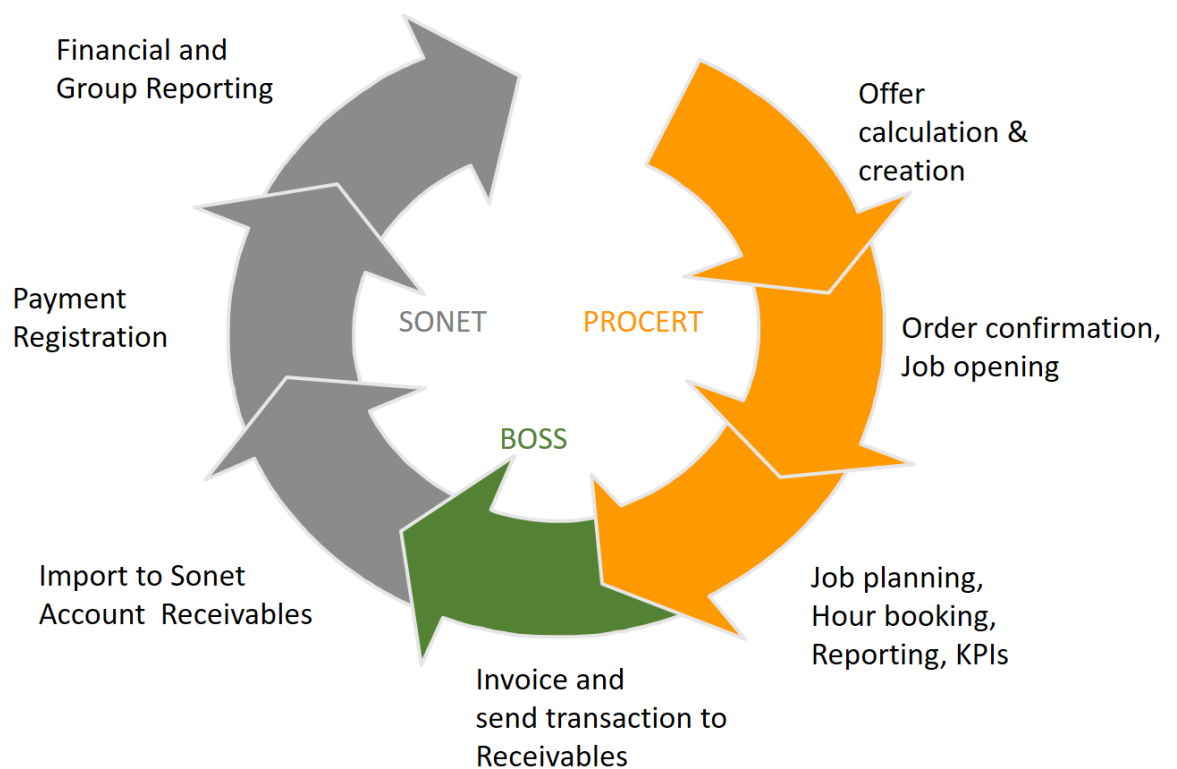 Offer
calculation &
creation
Order confirmation,
Job opening
Job planning,
Hour booking,
Reporting, KPIs
Invoice and
send transaction to
Receivables
Import to Sonet
Account  Receivables
Payment
Registration
Financial and
Group Reporting
SONET
PROCERT
BOSS